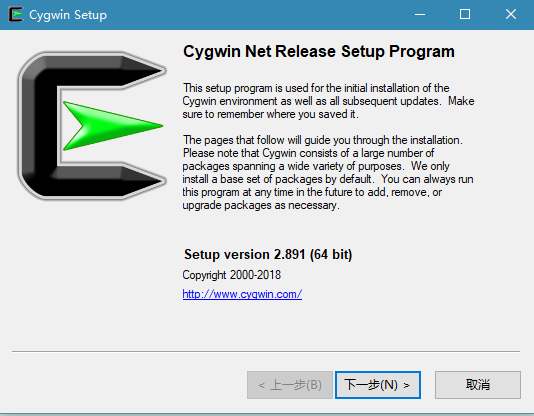 Cygwin Setup
Cygwin Net Release Setup Program
This setup program is used for the initial installation of the
Cygwin environment as well as all subsequent updates.  Make
sure to remember where you saved it.
The pages that follow will guide you through the installation.
Please note that Cygwin consists of a large number of
packages spanning a wide variety of purposes.  We only
install a base set of packages by default.  You can always run
this program at any time in the future to add, remove, or
upgrade packages as necessary.
Setup version 2.891 (64 bit)
Copyright 2000-2018
http://www.cygwin.com/
< 上一步(B) 下一步(N) > 取消